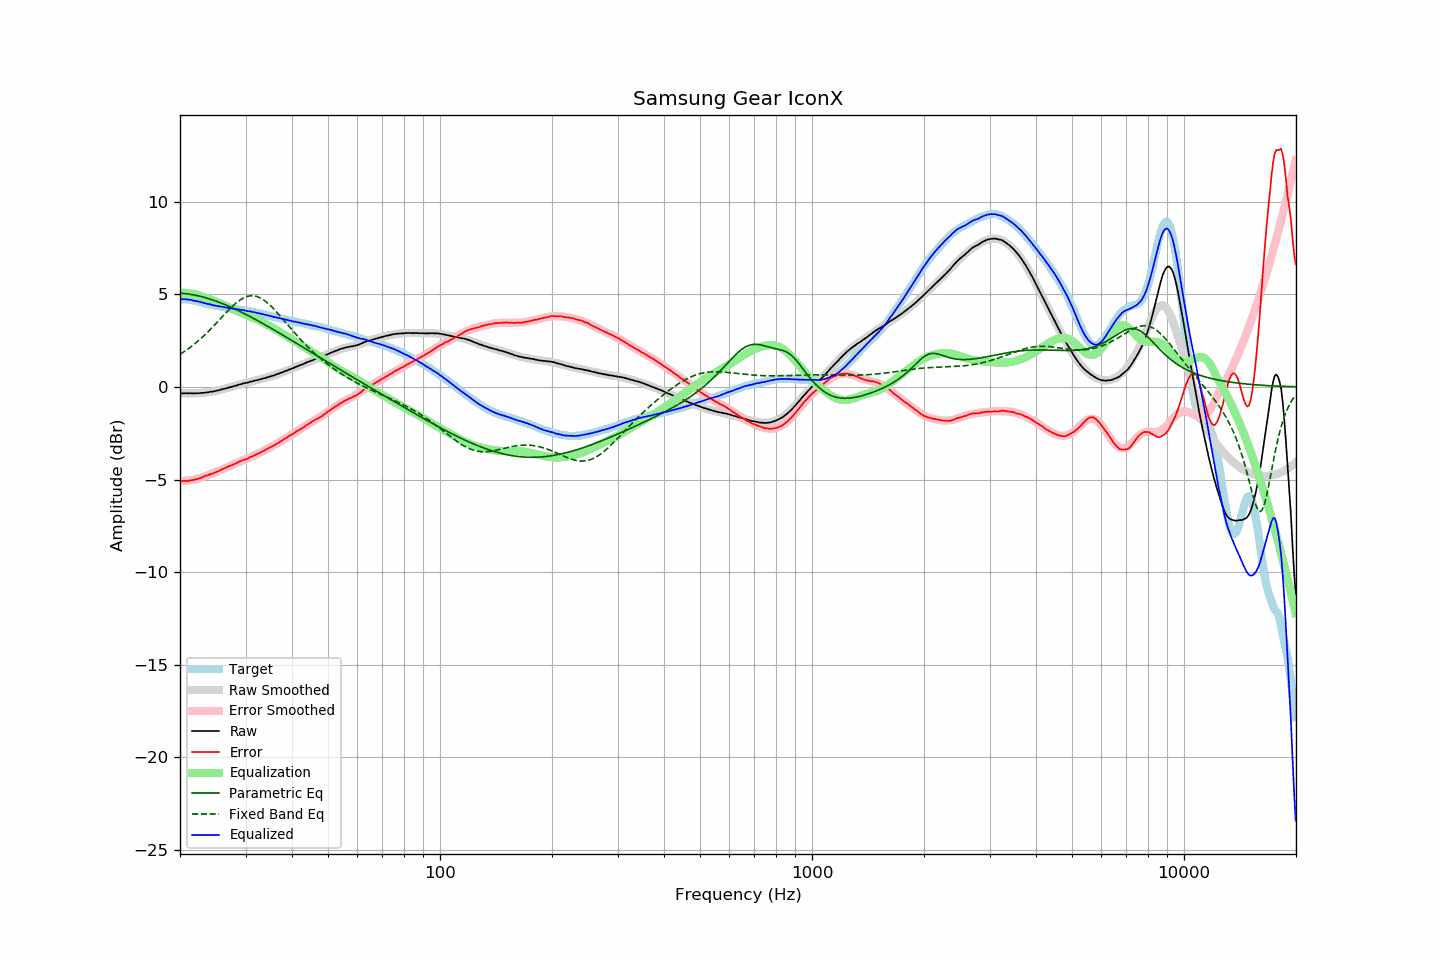 Samsung Gear IconX
Amplitude (dBr)
10
5
0
−5
−10
−15
−20
−25
Target
Raw Smoothed
Error Smoothed
Raw
Error
Equalization
Parametric Eq
Fixed Band Eq
Equalized
100
1000
10000
Frequency (Hz)